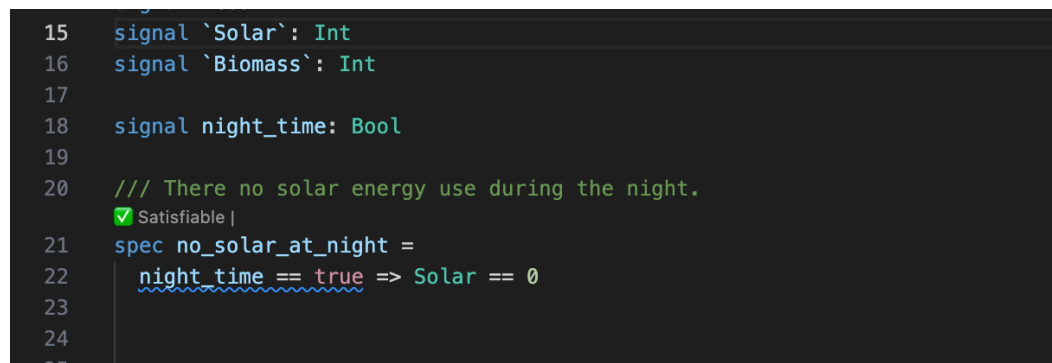 15 signal `Solar`: Int
16 signal `Biomass`: Int
17
18 signal night_time: Bool
19
20 /// There no solar energy use during the night.
✅ Satisfiable |
21 spec no_solar_at_night =
22 night_time == true => Solar == 0
23
24